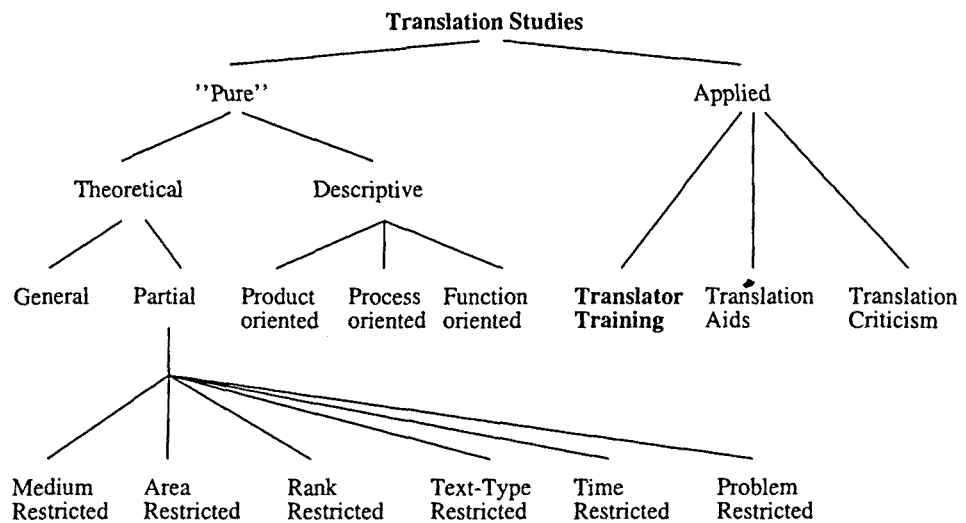 Translation Studies
''Pure'' Applied
Theoretical Descriptive
General Partial Product Process Function Translator Translation Translation
oriented oriented oriented Training Aids Criticism
Medium Area Rank Text-Type Time Problem
Restricted Restricted Restricted Restricted Restricted Restricted